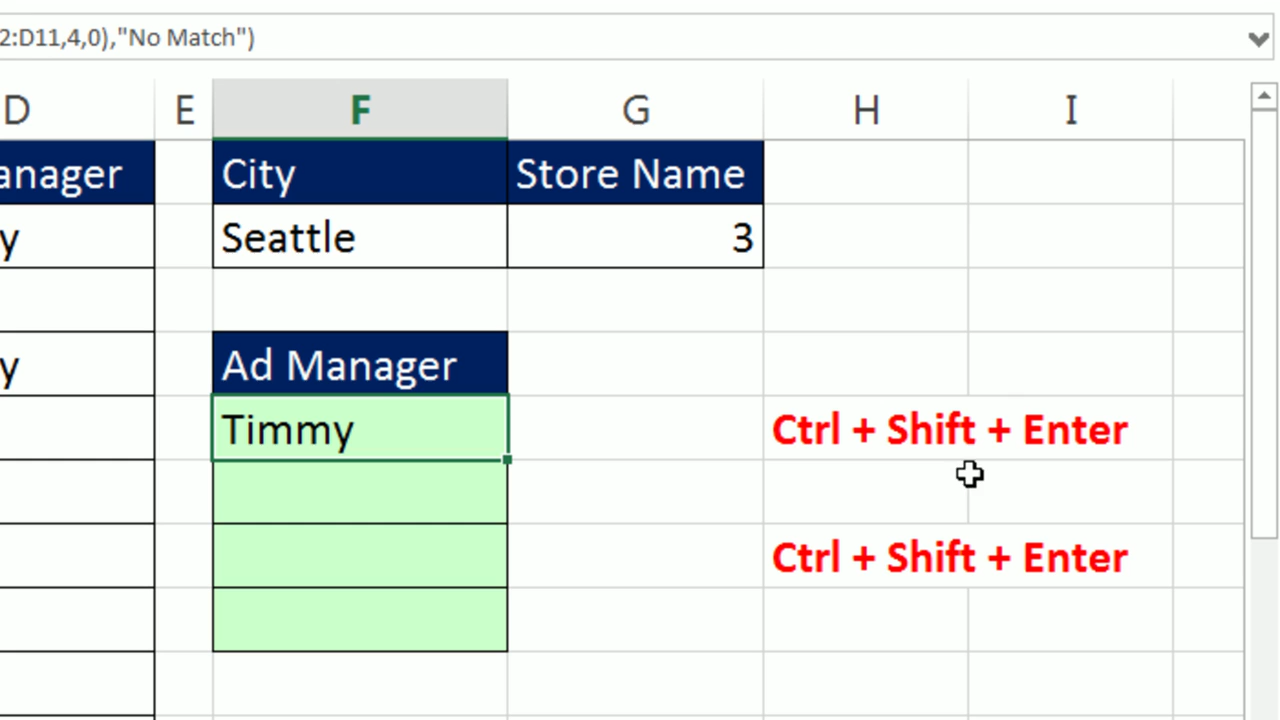 2:D11,4,0),"No Match")
D E F G H I
anager City Store Name
y Seattle 3
y Ad Manager
Timmy Ctrl + Shift + Enter
Ctrl + Shift + Enter